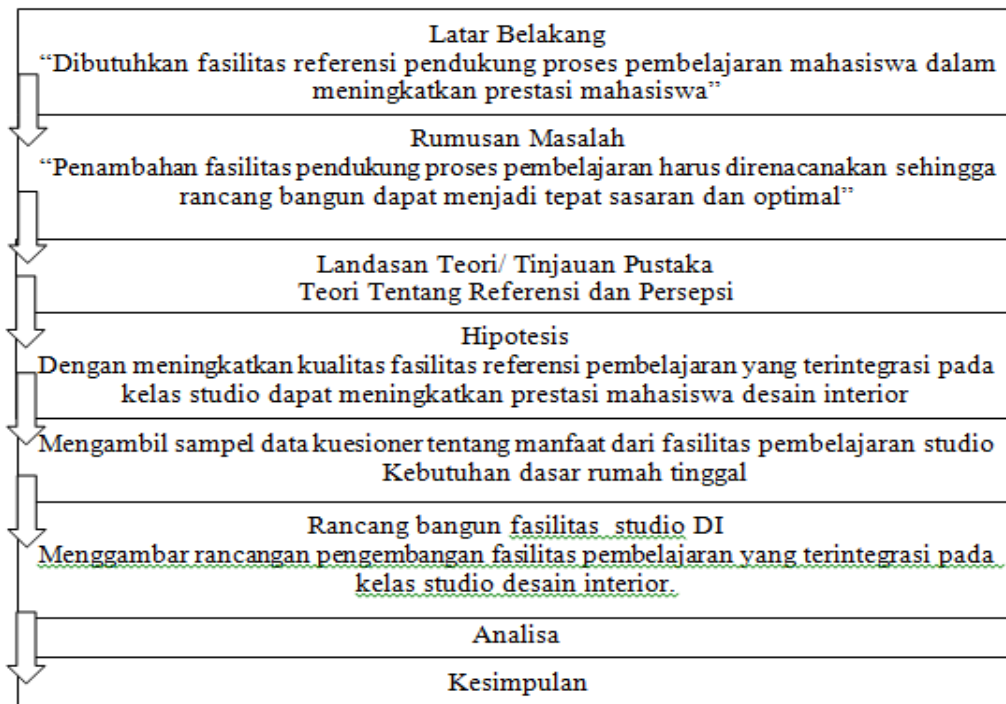 Latar Belakang
“Dibutuhkan fasilitas referensi pendukung proses pembelajaran mahasiswa dalam
meningkatkan prestasi mahasiswa”
Rumusan Masalah
“Penambahan fasilitas pendukung proses pembelajaran harus direnacanakan sehingga
rancang bangun dapat menjadi tepat sasaran dan optimal”
Landasan Teori/ Tinjauan Pustaka
Teori Tentang Referensi dan Persepsi
Hipotesis
Dengan meningkatkan kualitas fasilitas referensi pembelajaran yang terintegrasi pada
kelas studio dapat meningkatkan prestasi mahasiswa desain interior
Mengambil sampel data kuesioner tentang manfaat dari fasilitas pembelajaran studio
Kebutuhan dasar rumah tinggal
Rancang bangun fasilitas studio DI
Menggambar rancangan pengembangan fasilitas pembelajaran yang terintegrasi pada
kelas studio desain interior.
Analisa
Kesimpulan